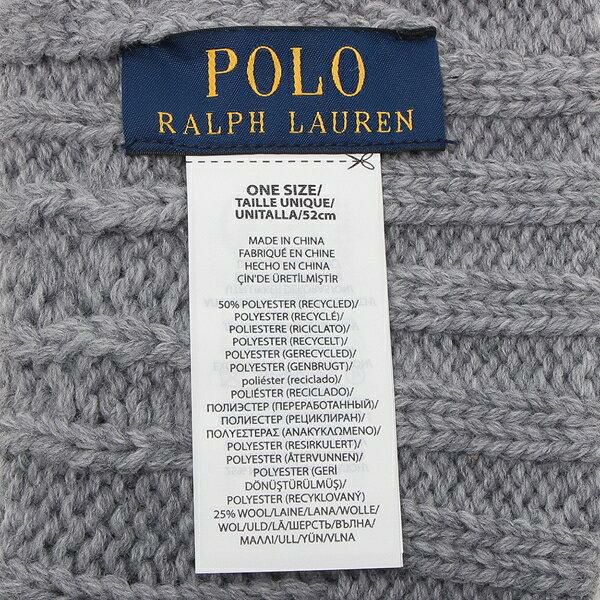 POLO
RALPH LAUREN
ONE SIZE/
TAILLE UNIQUE/
UNITALLA/52cm
MADE IN CHINA
FABRIQUÉ EN CHINE
HECHO EN CHINA
ÇİN'DE ÜRETİLMİŞTİR
50% POLYESTER (RECYCLED)/
POLYESTER (RECYCLÉ)/
POLIESTERE (RICICLATO)/
POLYESTER (RECYCELT)/
POLYESTER (GERECYCLED)/
POLYESTER (GENBRUGT)/
poliéster (reciclado)/
POLIÉSTER (RECICLADO)/
ПОЛИЭСТЕР (ПЕРЕРАБОТАННЫЙ)/
ПОЛИЕСТЕР (РЕЦИКЛИРАН)/
ΠΟΛΥΕΣΤΕΡΑΣ (ΑΝΑΚΥΚΛΩΜΕΝΟ)/
POLYESTER (RESIRKULERT)/
POLYESTER (ÅTERVUNNEN)/
POLYESTER (GERİ
DÖNÜŞTÜRÜLMÜŞ)/
POLYESTER (RECYKLOVANÝ)
25% WOOL/LAINE/LANA/WOLLE/
WOL/ULD/LÃ/ШЕРСТЬ/ВЪЛНА/
ΜΑΛΛΙ/ULL/YÜN/VLNA